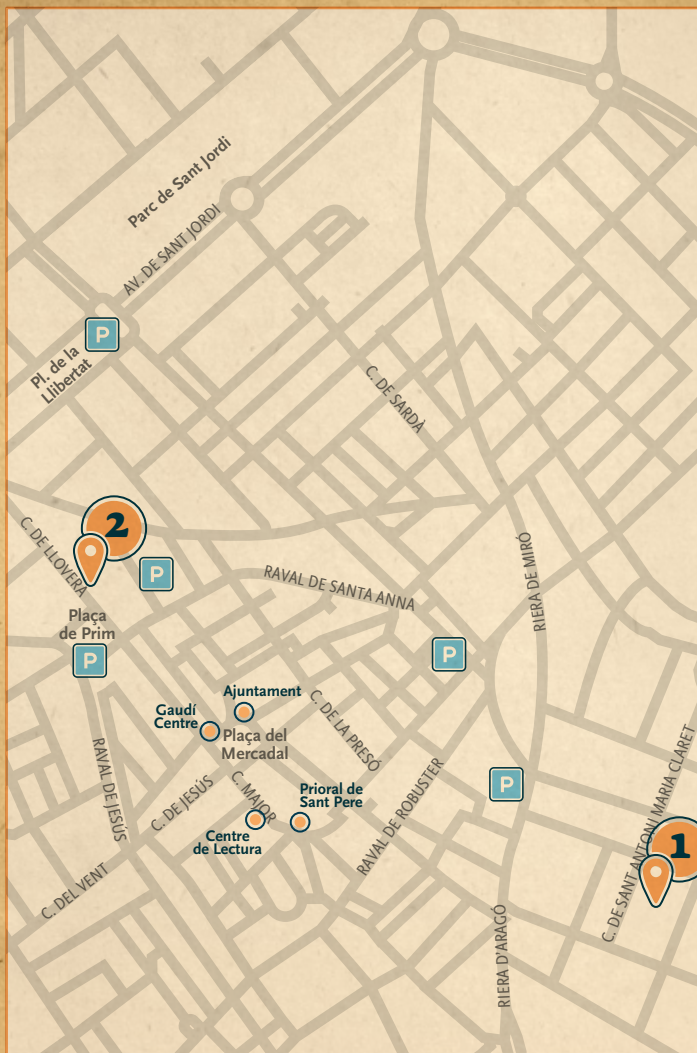 Parc de Sant Jordi
AV. DE SANT JORDI
P
Pl. de la
Llibertat
C. DE SARDÀ
2
C. DE LLOVERA
P
RAVAL DE SANTA ANNA
RIERA DE MIRÓ
Plaça
de Prim
P
P
Ajuntament
Gaudí
Centre
Plaça del
Mercadal
C. DE LA PRESÓ
RAVAL DE JESÚS
C. DE JESÚS
C. MAJOR
Prioral de
Sant Pere
P
RAVAL DE ROBUSTER
Centre
de Lectura
C. DE SANT ANTONI MARIA CLARET
1
C. DEL VENT
RIERA D'ARAGÓ